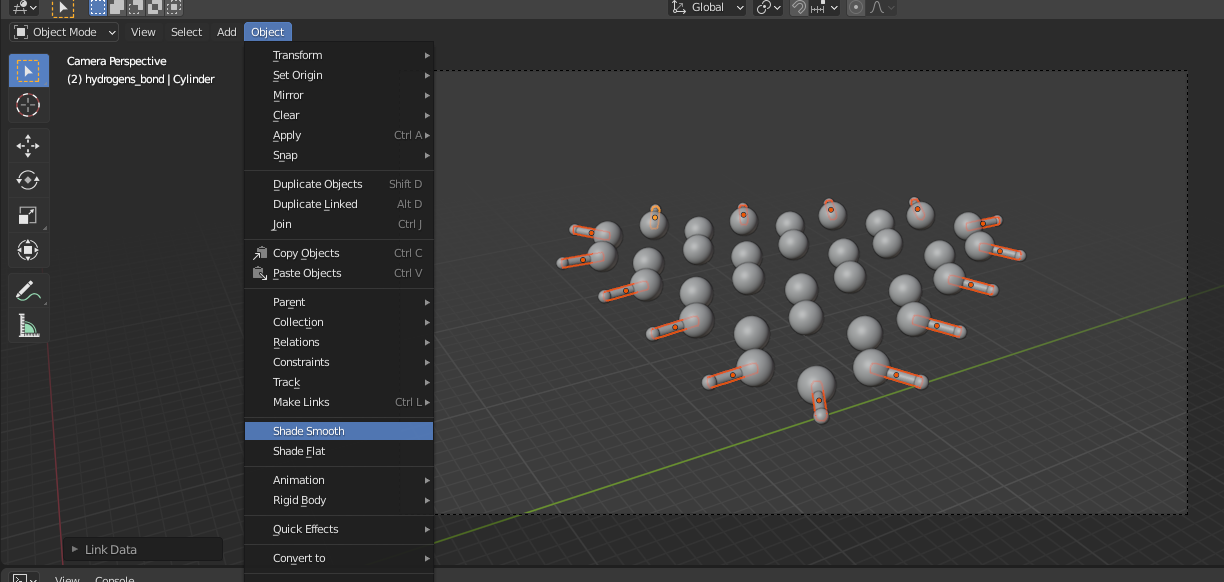 Global
Object Mode View Select Add Object
Camera Perspective
(2) hydrogens_bond | Cylinder
Transform
Set Origin
Mirror
Clear
Apply Ctrl A
Snap
Duplicate Objects Shift D
Duplicate Linked Alt D
Join Ctrl J
Copy Objects Ctrl C
Paste Objects Ctrl V
Parent
Collection
Relations
Constraints
Track
Make Links Ctrl L
Shade Smooth
Shade Flat
Animation
Rigid Body
Quick Effects
Convert to
Link Data
View Console